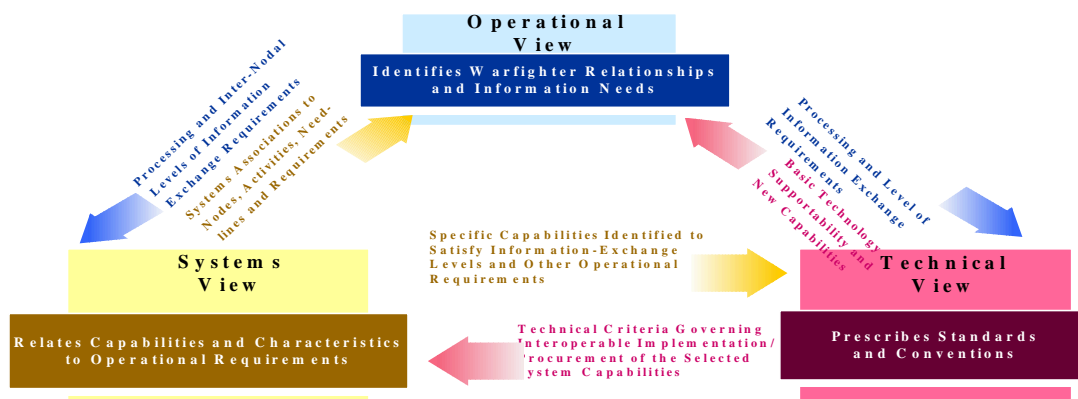 Operational
View
Identifies Warfighter Relationships
and Information Needs
Processing and Inter-Nodal
Levels of Information
Exchange Requirements
Systems Associations to
Nodes, Activities, Need-
lines and Requirements
Processing and Level of
Information Exchange
Requirements
Basic Technology
Supportability and
New Capabilities
Specific Capabilities Identified to
Satisfy Information-Exchange
Levels and Other Operational
Requirements
Systems
View
Relates Capabilities and Characteristics
to Operational Requirements
Technical Criteria Governing
Interoperable Implementation/
Procurement of the Selected
System Capabilities
Technical
View
Prescribes Standards
and Conventions